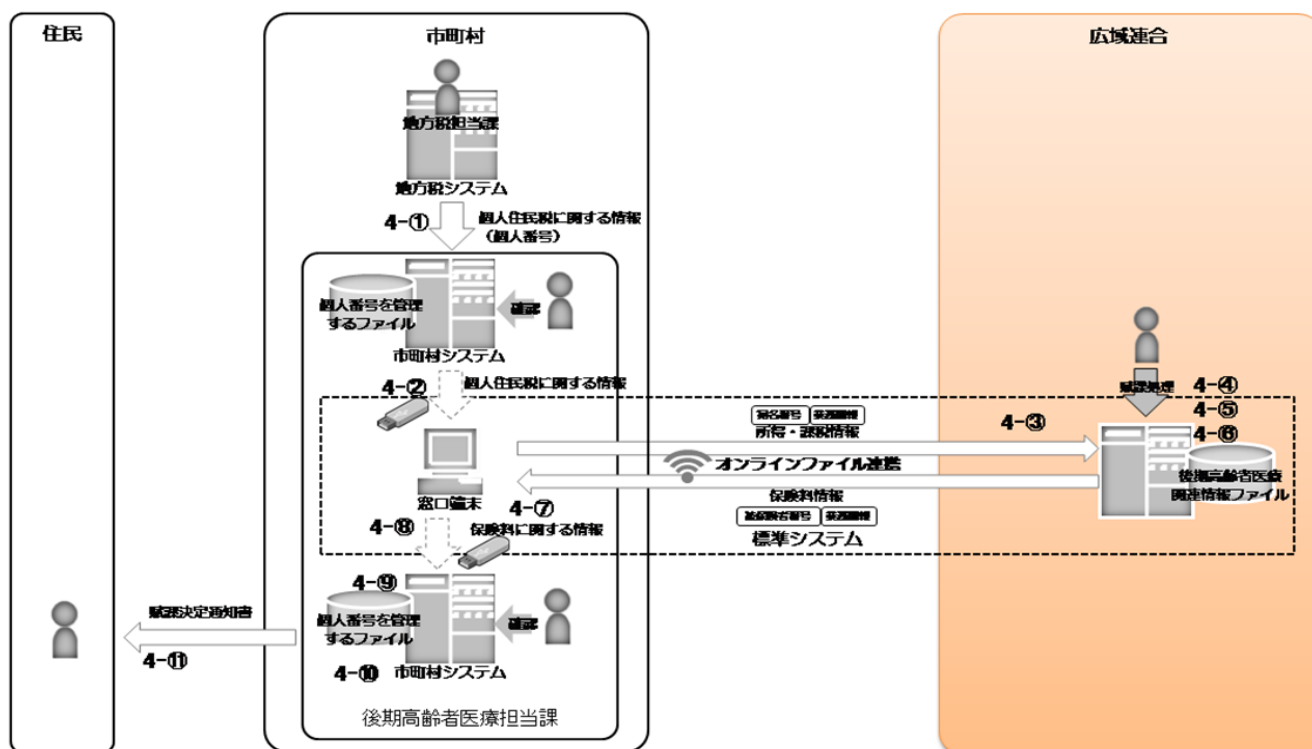 住民
市町村
広域連合
地方税担当課
地方税システム
4-①
個人住民税に関する情報
（個人番号）
個人番号を管理
するファイル
確認
市町村システム
4-②
個人住民税に関する情報
賦課処理
4-④
4-⑤
4-⑥
宛名番号
4-③
所得・課税情報
オンラインファイル連携
後期高齢者医療
関連情報ファイル
窓口端末
4-⑦
保険料情報
4-⑧
保険料に関する情報
被保険者番号
標準システム
4-⑨
個人番号を管理
するファイル
確認
賦課決定通知書
4-⑪
4-⑩
市町村システム
後期高齢者医療担当課